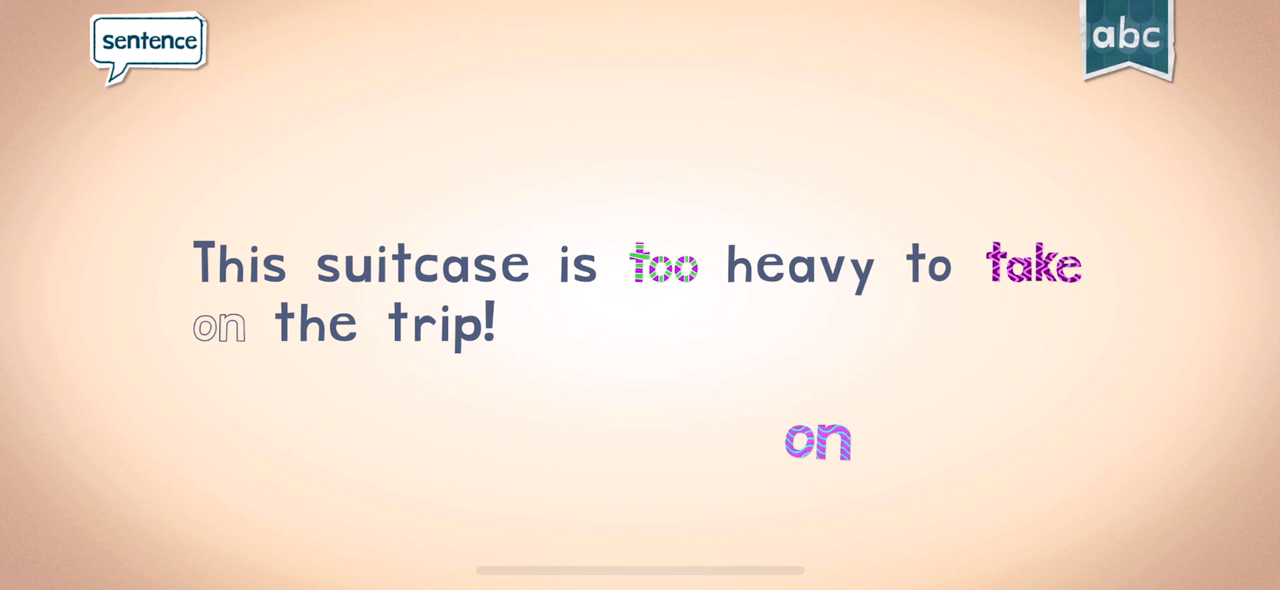 sentence
abc
This suitcase is too heavy to take
on the trip!
on